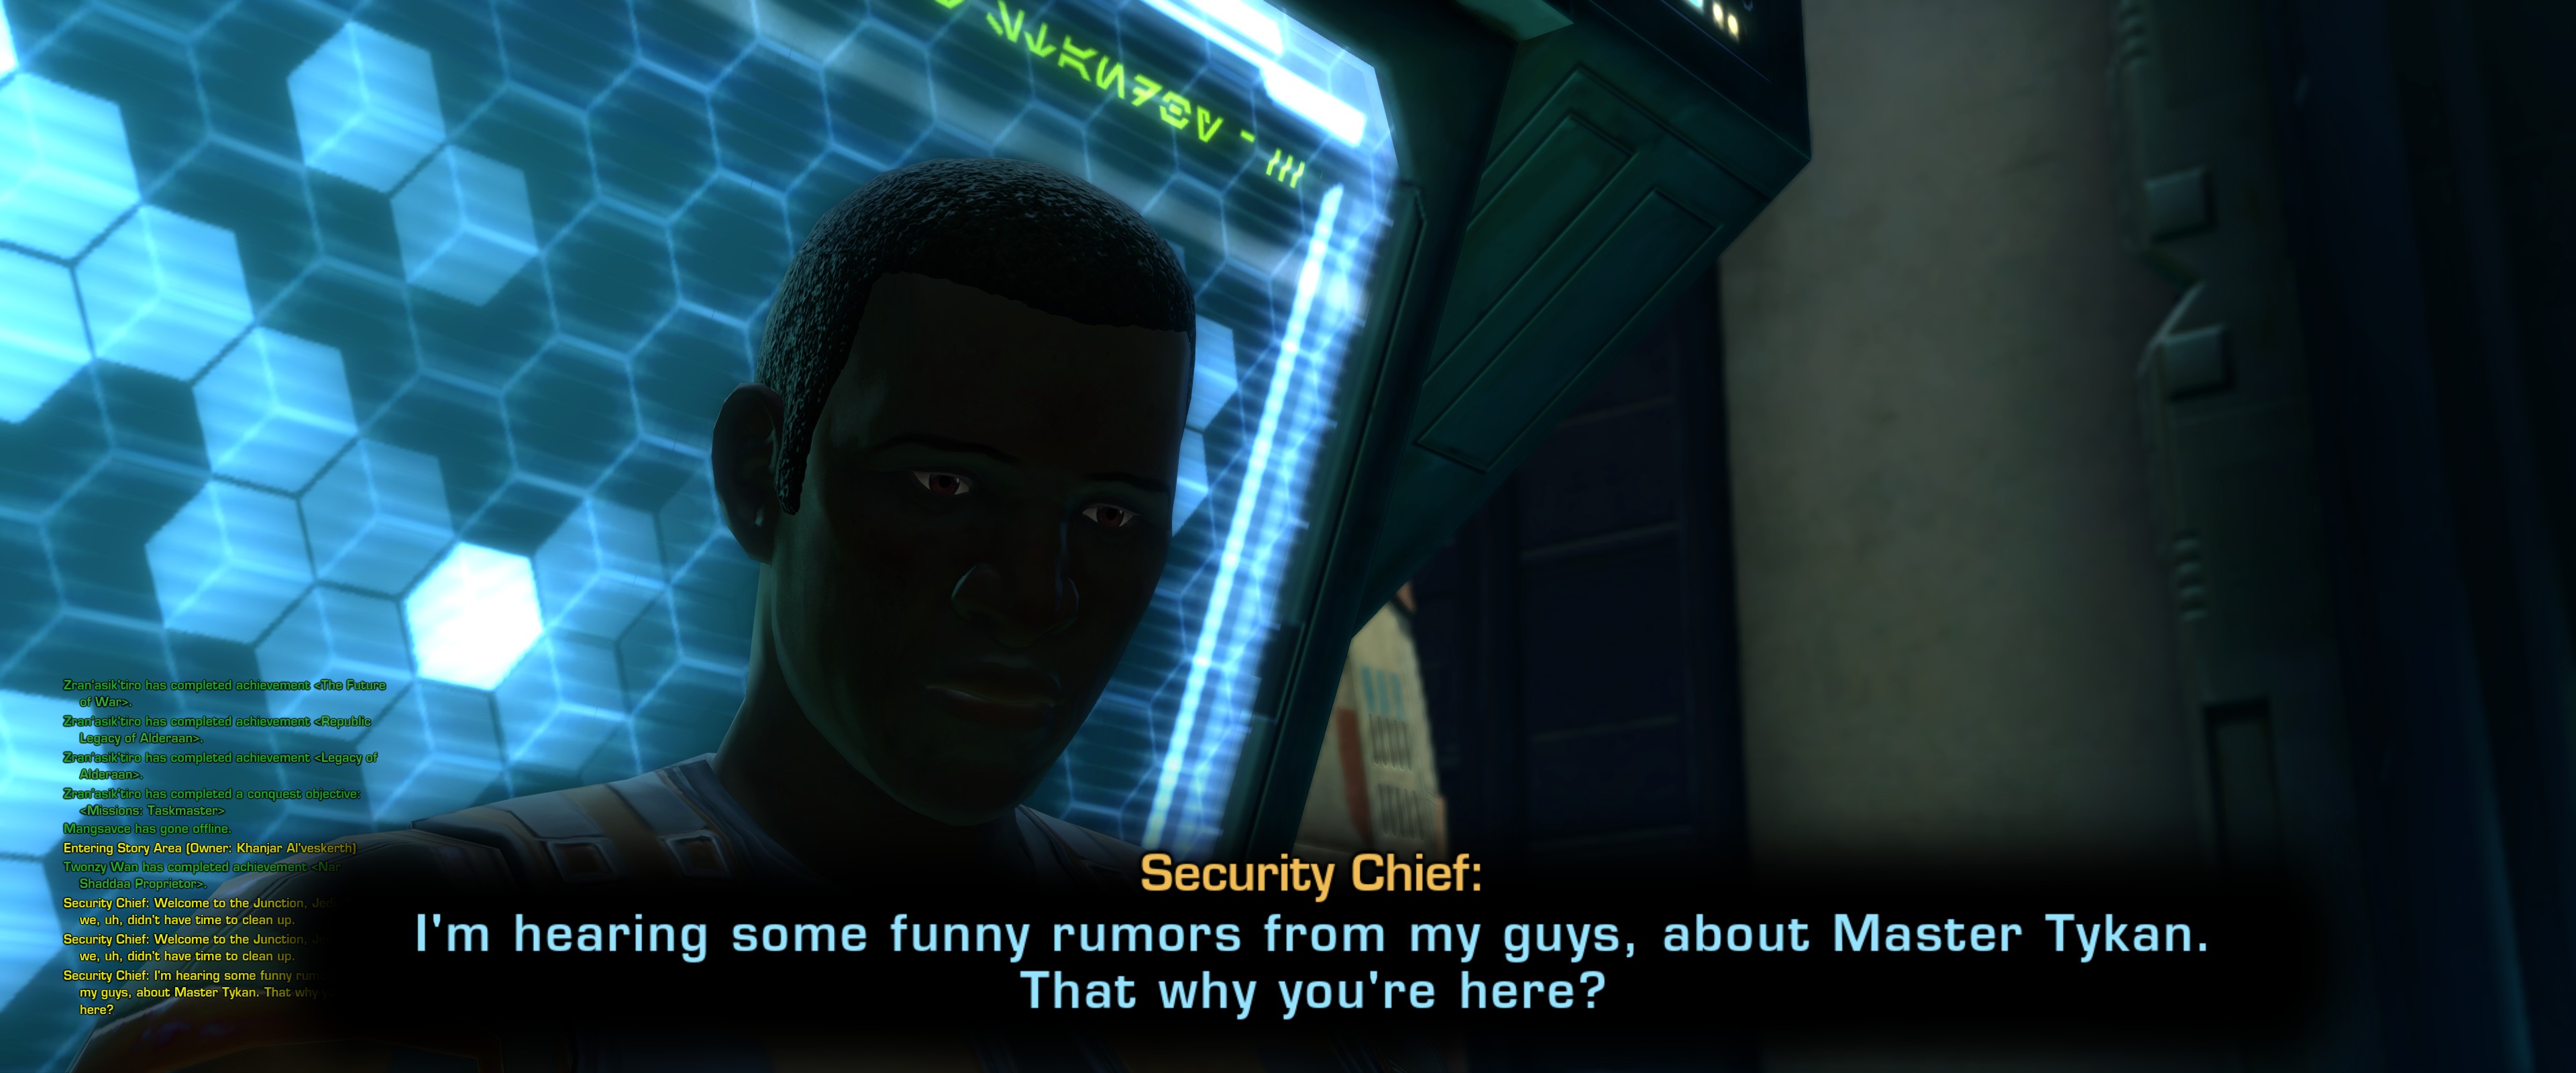 Zran'asik'tiro has completed achievement <The Future
of War>.
Zran'asik'tiro has completed achievement <Republic
Legacy of Alderaan>.
Zran'asik'tiro has completed achievement <Legacy of
Alderaan>.
Zran'asik'tiro has completed a conquest objective:
<Missions: Taskmaster>
Mangsavce has gone offline.
Entering Story Area (Owner: Khanjar Al'veskerth)
Twonzy Wan has completed achievement <Nar
Shaddaa Proprietor>.
Security Chief: Welcome to the Junction,
we, uh, didn't have time to clean up.
Security Chief: Welcome to the Junction,
we, uh, didn't have time to clean up.
Security Chief: I'm hearing some funny
my guys, about Master Tykan. That why
here?
Security Chief:
I'm hearing some funny rumors from my guys, about Master Tykan.
That why you're here?